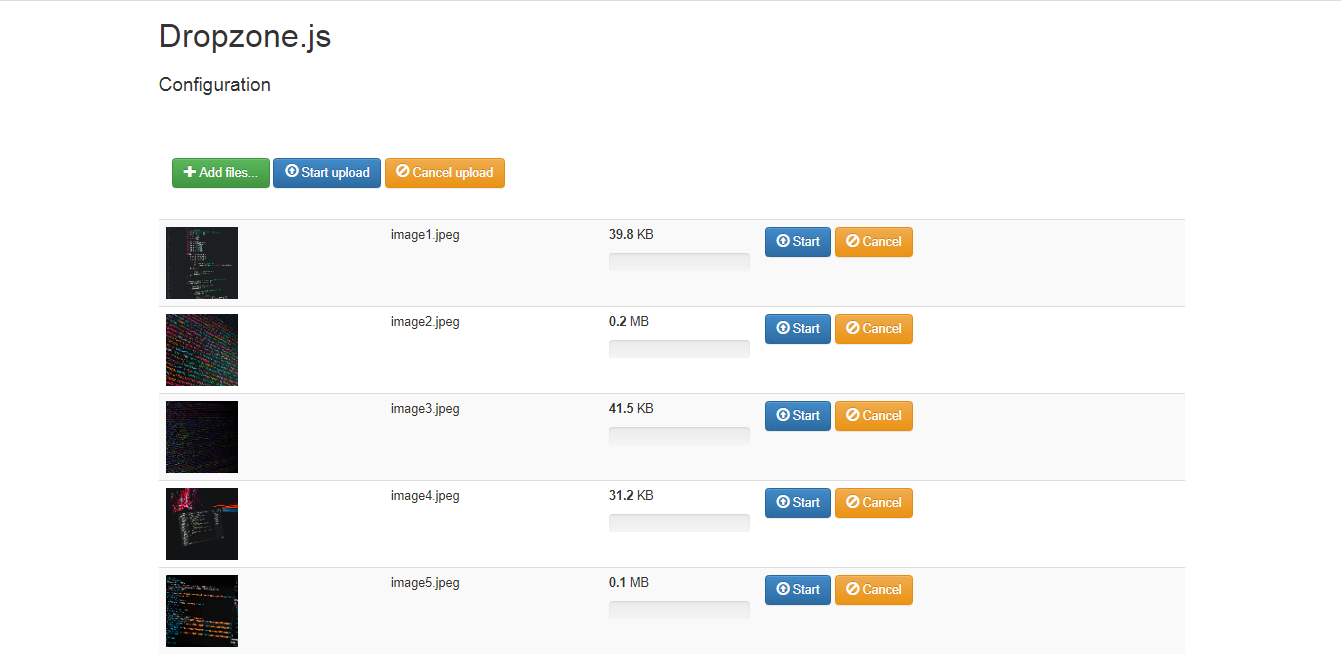 Dropzone.js
Configuration
Add files... Start upload Cancel upload
image1.jpeg 39.8 KB Start Cancel
image2.jpeg 0.2 MB Start Cancel
image3.jpeg 41.5 KB Start Cancel
image4.jpeg 31.2 KB Start Cancel
image5.jpeg 0.1 MB Start Cancel